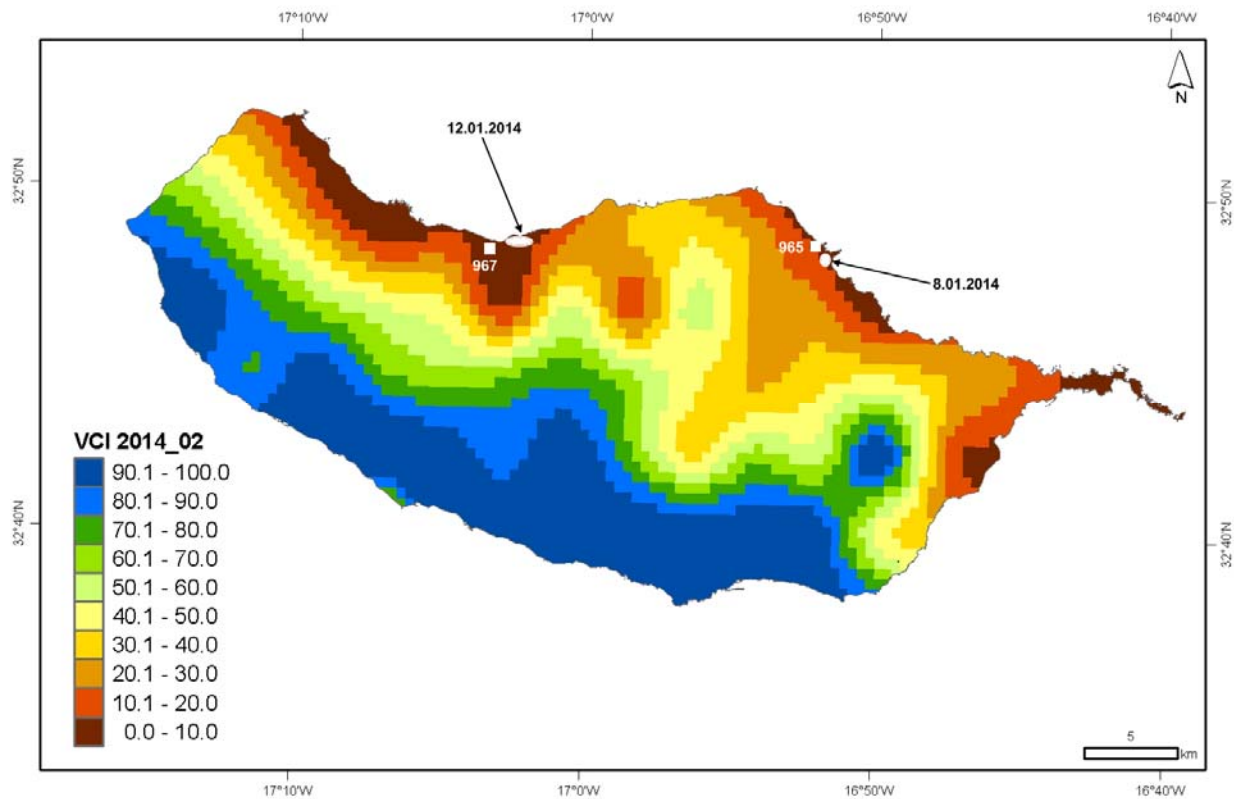 17°10'W 17°0'W 16°50'W 16°40'W
N
12.01.2014
32°50'N
32°50'N
967
965
8.01.2014
VCI 2014_02
90.1 - 100.0
80.1 - 90.0
70.1 - 80.0
60.1 - 70.0
50.1 - 60.0
40.1 - 50.0
30.1 - 40.0
20.1 - 30.0
10.1 - 20.0
0.0 - 10.0
32°40'N
32°40'N
5
km
17°10'W 17°0'W 16°50'W 16°40'W